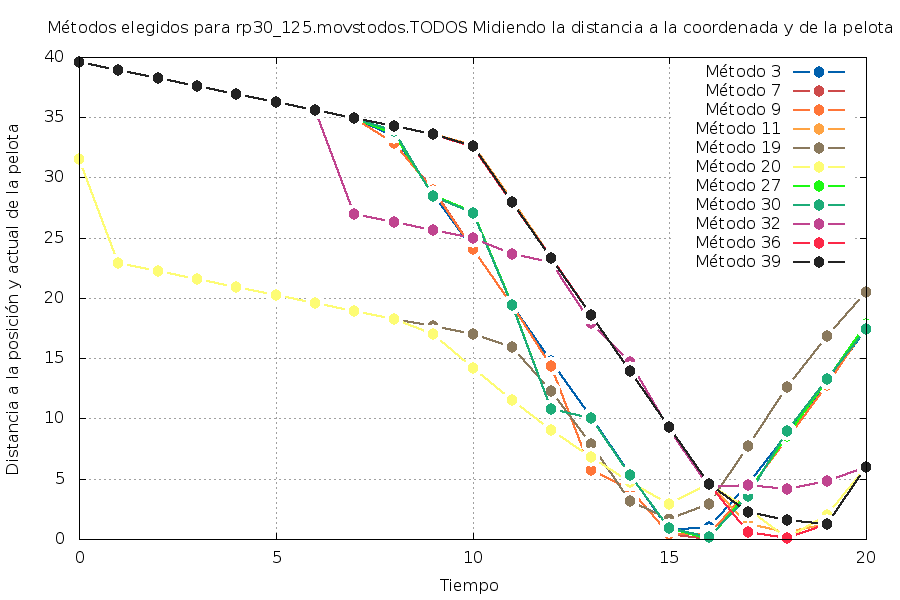 Métodos elegidos para rp30_125.movstodos.TODOS Midiendo la distancia a la coordenada y de la pelota
Distancia a la posición y actual de la pelota
40
35
30
25
20
15
10
5
0
Método 3
Método 7
Método 9
Método 11
Método 19
Método 20
Método 27
Método 30
Método 32
Método 36
Método 39
0 5 10 15 20
Tiempo